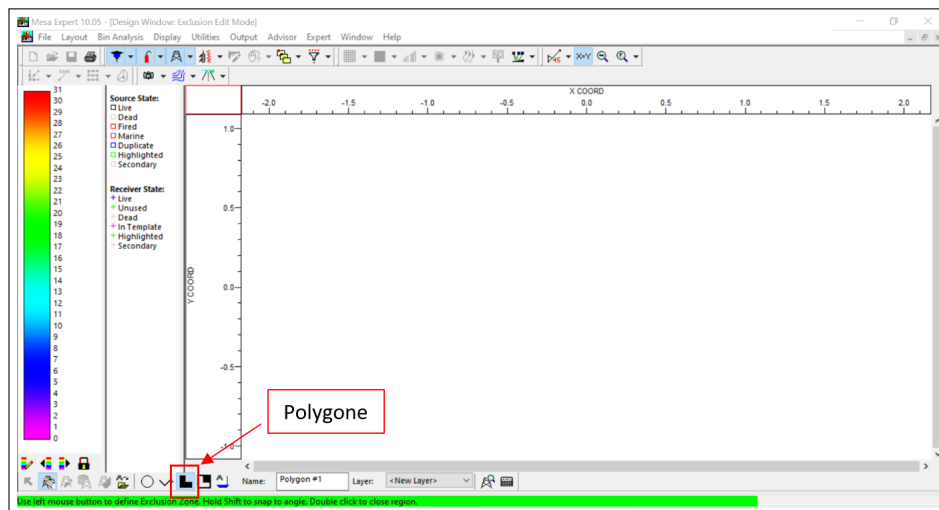 Mesa Expert 10.05 - [Design Window: Exclusion Edit Mode]
File Layout Bin Analysis Display Utilities Output Advisor Expert Window Help
X=Y
31
30
29
28
27
26
25
24
23
22
21
20
19
18
17
16
15
14
13
12
11
10
9
8
7
6
5
4
3
2
1
0
Source State:
Live
Dead
Fired
Marine
Duplicate
Highlighted
Secondary
Receiver State:
Live
Unused
Dead
In Template
Highlighted
Secondary
X COORD
-2.0 -1.5 -1.0 -0.5 0.0 0.5 1.0 1.5 2.0
Y COORD
1.0
0.5
0.0
-0.5
-1.0
Polygone
Name: Polygon #1 Layer: <New Layer>
Use left mouse button to define Exclusion Zone. Hold Shift to snap to angle. Double click to close region.